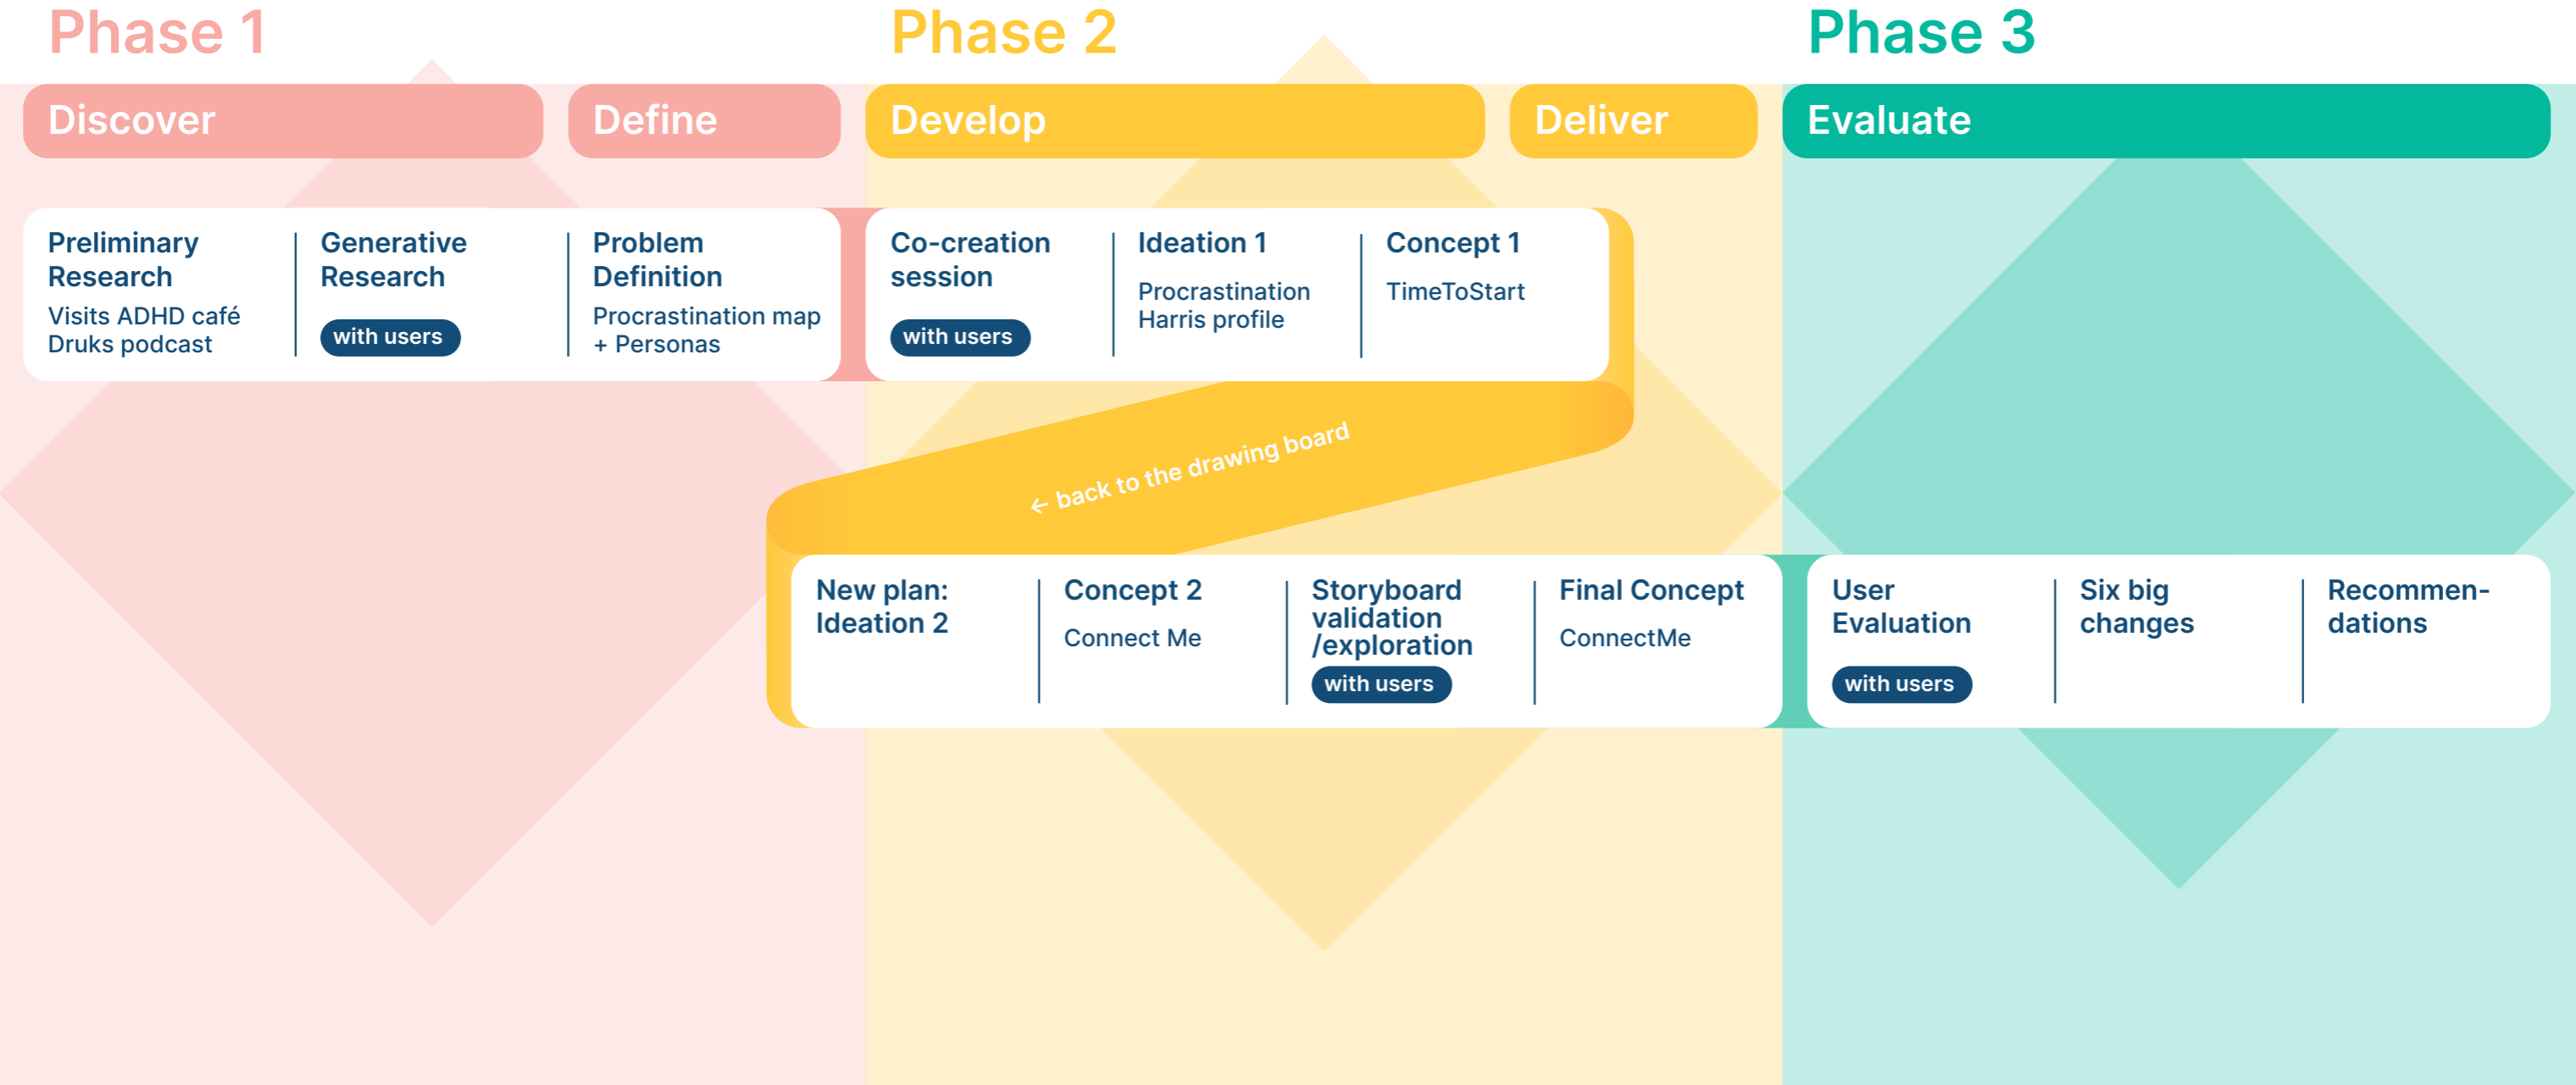 Phase 1
Phase 2
Phase 3
Discover
Define
Develop
Deliver
Evaluate
Preliminary
Research
Visits ADHD café
Druks podcast
Generative
Research
with users
Problem
Definition
Procrastination map
+ Personas
Co-creation
session
with users
Ideation 1
Procrastination
Harris profile
Concept 1
TimeToStart
← back to the drawing board
New plan:
Ideation 2
Concept 2
Connect Me
Storyboard
validation
/exploration
with users
Final Concept
ConnectMe
User
Evaluation
with users
Six big
changes
Recommen-
dations